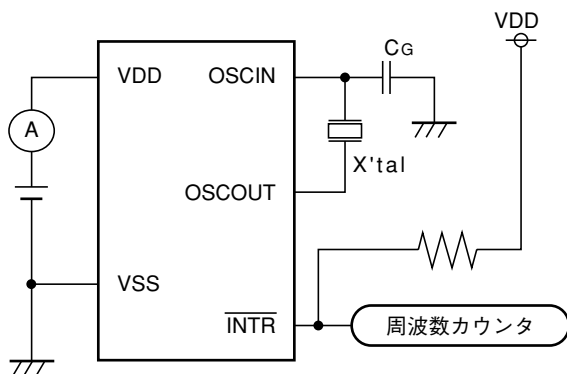 VDD
VDD
OSCIN
CG
A
X'tal
OSCOUT
VSS
INTR
周波数カウンタ